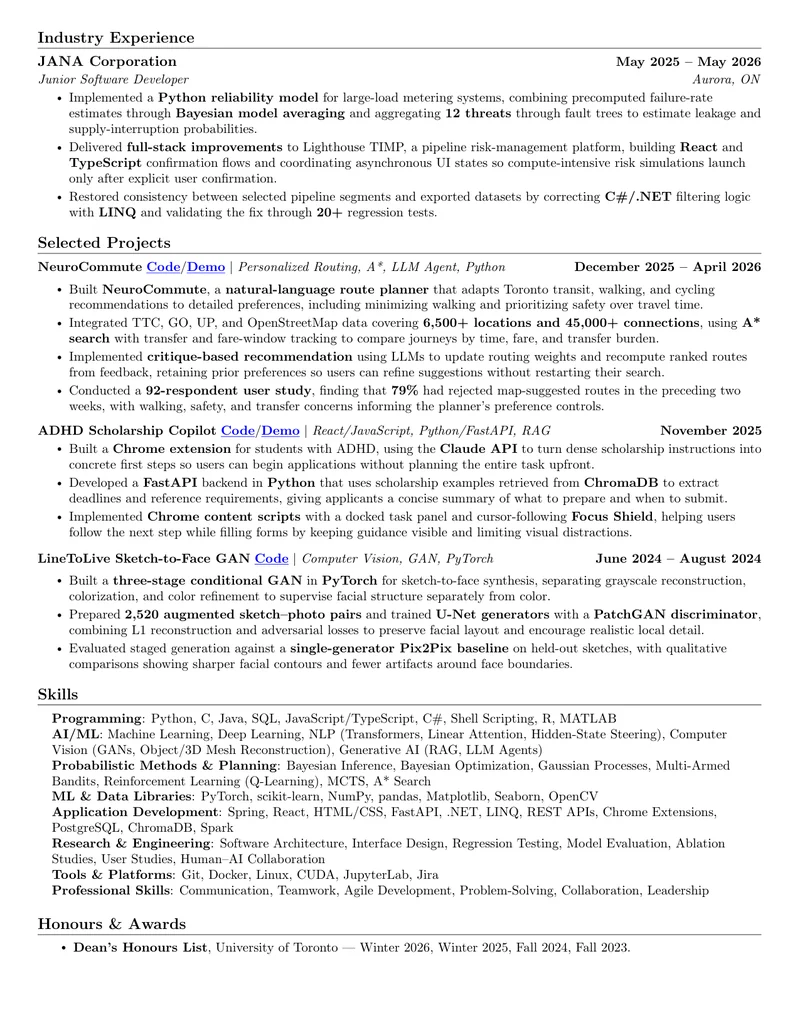 Industry Experience
JANA Corporation May 2025 – May 2026
Junior Software Developer Aurora, ON
• Implemented a Python reliability model for large-load metering systems, combining precomputed failure-rate
estimates through Bayesian model averaging and aggregating 12 threats through fault trees to estimate leakage and
supply-interruption probabilities.
• Delivered full-stack improvements to Lighthouse TIMP, a pipeline risk-management platform, building React and
TypeScript confirmation flows and coordinating asynchronous UI states so compute-intensive risk simulations launch
only after explicit user confirmation.
• Restored consistency between selected pipeline segments and exported datasets by correcting C#/.NET filtering logic
with LINQ and validating the fix through 20+ regression tests.
Selected Projects
NeuroCommute Code/Demo | Personalized Routing, A*, LLM Agent, Python December 2025 – April 2026
• Built NeuroCommute, a natural-language route planner that adapts Toronto transit, walking, and cycling
recommendations to detailed preferences, including minimizing walking and prioritizing safety over travel time.
• Integrated TTC, GO, UP, and OpenStreetMap data covering 6,500+ locations and 45,000+ connections, using A*
search with transfer and fare-window tracking to compare journeys by time, fare, and transfer burden.
• Implemented critique-based recommendation using LLMs to update routing weights and recompute ranked routes
from feedback, retaining prior preferences so users can refine suggestions without restarting their search.
• Conducted a 92-respondent user study, finding that 79% had rejected map-suggested routes in the preceding two
weeks, with walking, safety, and transfer concerns informing the planner's preference controls.
ADHD Scholarship Copilot Code/Demo | React/JavaScript, Python/FastAPI, RAG November 2025
• Built a Chrome extension for students with ADHD, using the Claude API to turn dense scholarship instructions into
concrete first steps so users can begin applications without planning the entire task upfront.
• Developed a FastAPI backend in Python that uses scholarship examples retrieved from ChromaDB to extract
deadlines and reference requirements, giving applicants a concise summary of what to prepare and when to submit.
• Implemented Chrome content scripts with a docked task panel and cursor-following Focus Shield, helping users
follow the next step while filling forms by keeping guidance visible and limiting visual distractions.
LineToLive Sketch-to-Face GAN Code | Computer Vision, GAN, PyTorch June 2024 – August 2024
• Built a three-stage conditional GAN in PyTorch for sketch-to-face synthesis, separating grayscale reconstruction,
colorization, and color refinement to supervise facial structure separately from color.
• Prepared 2,520 augmented sketch–photo pairs and trained U-Net generators with a PatchGAN discriminator,
combining L1 reconstruction and adversarial losses to preserve facial layout and encourage realistic local detail.
• Evaluated staged generation against a single-generator Pix2Pix baseline on held-out sketches, with qualitative
comparisons showing sharper facial contours and fewer artifacts around face boundaries.
Skills
Programming: Python, C, Java, SQL, JavaScript/TypeScript, C#, Shell Scripting, R, MATLAB
AI/ML: Machine Learning, Deep Learning, NLP (Transformers, Linear Attention, Hidden-State Steering), Computer
Vision (GANs, Object/3D Mesh Reconstruction), Generative AI (RAG, LLM Agents)
Probabilistic Methods & Planning: Bayesian Inference, Bayesian Optimization, Gaussian Processes, Multi-Armed
Bandits, Reinforcement Learning (Q-Learning), MCTS, A* Search
ML & Data Libraries: PyTorch, scikit-learn, NumPy, pandas, Matplotlib, Seaborn, OpenCV
Application Development: Spring, React, HTML/CSS, FastAPI, .NET, LINQ, REST APIs, Chrome Extensions,
PostgreSQL, ChromaDB, Spark
Research & Engineering: Software Architecture, Interface Design, Regression Testing, Model Evaluation, Ablation
Studies, User Studies, Human–AI Collaboration
Tools & Platforms: Git, Docker, Linux, CUDA, JupyterLab, Jira
Professional Skills: Communication, Teamwork, Agile Development, Problem-Solving, Collaboration, Leadership
Honours & Awards
• Dean's Honours List, University of Toronto — Winter 2026, Winter 2025, Fall 2024, Fall 2023.